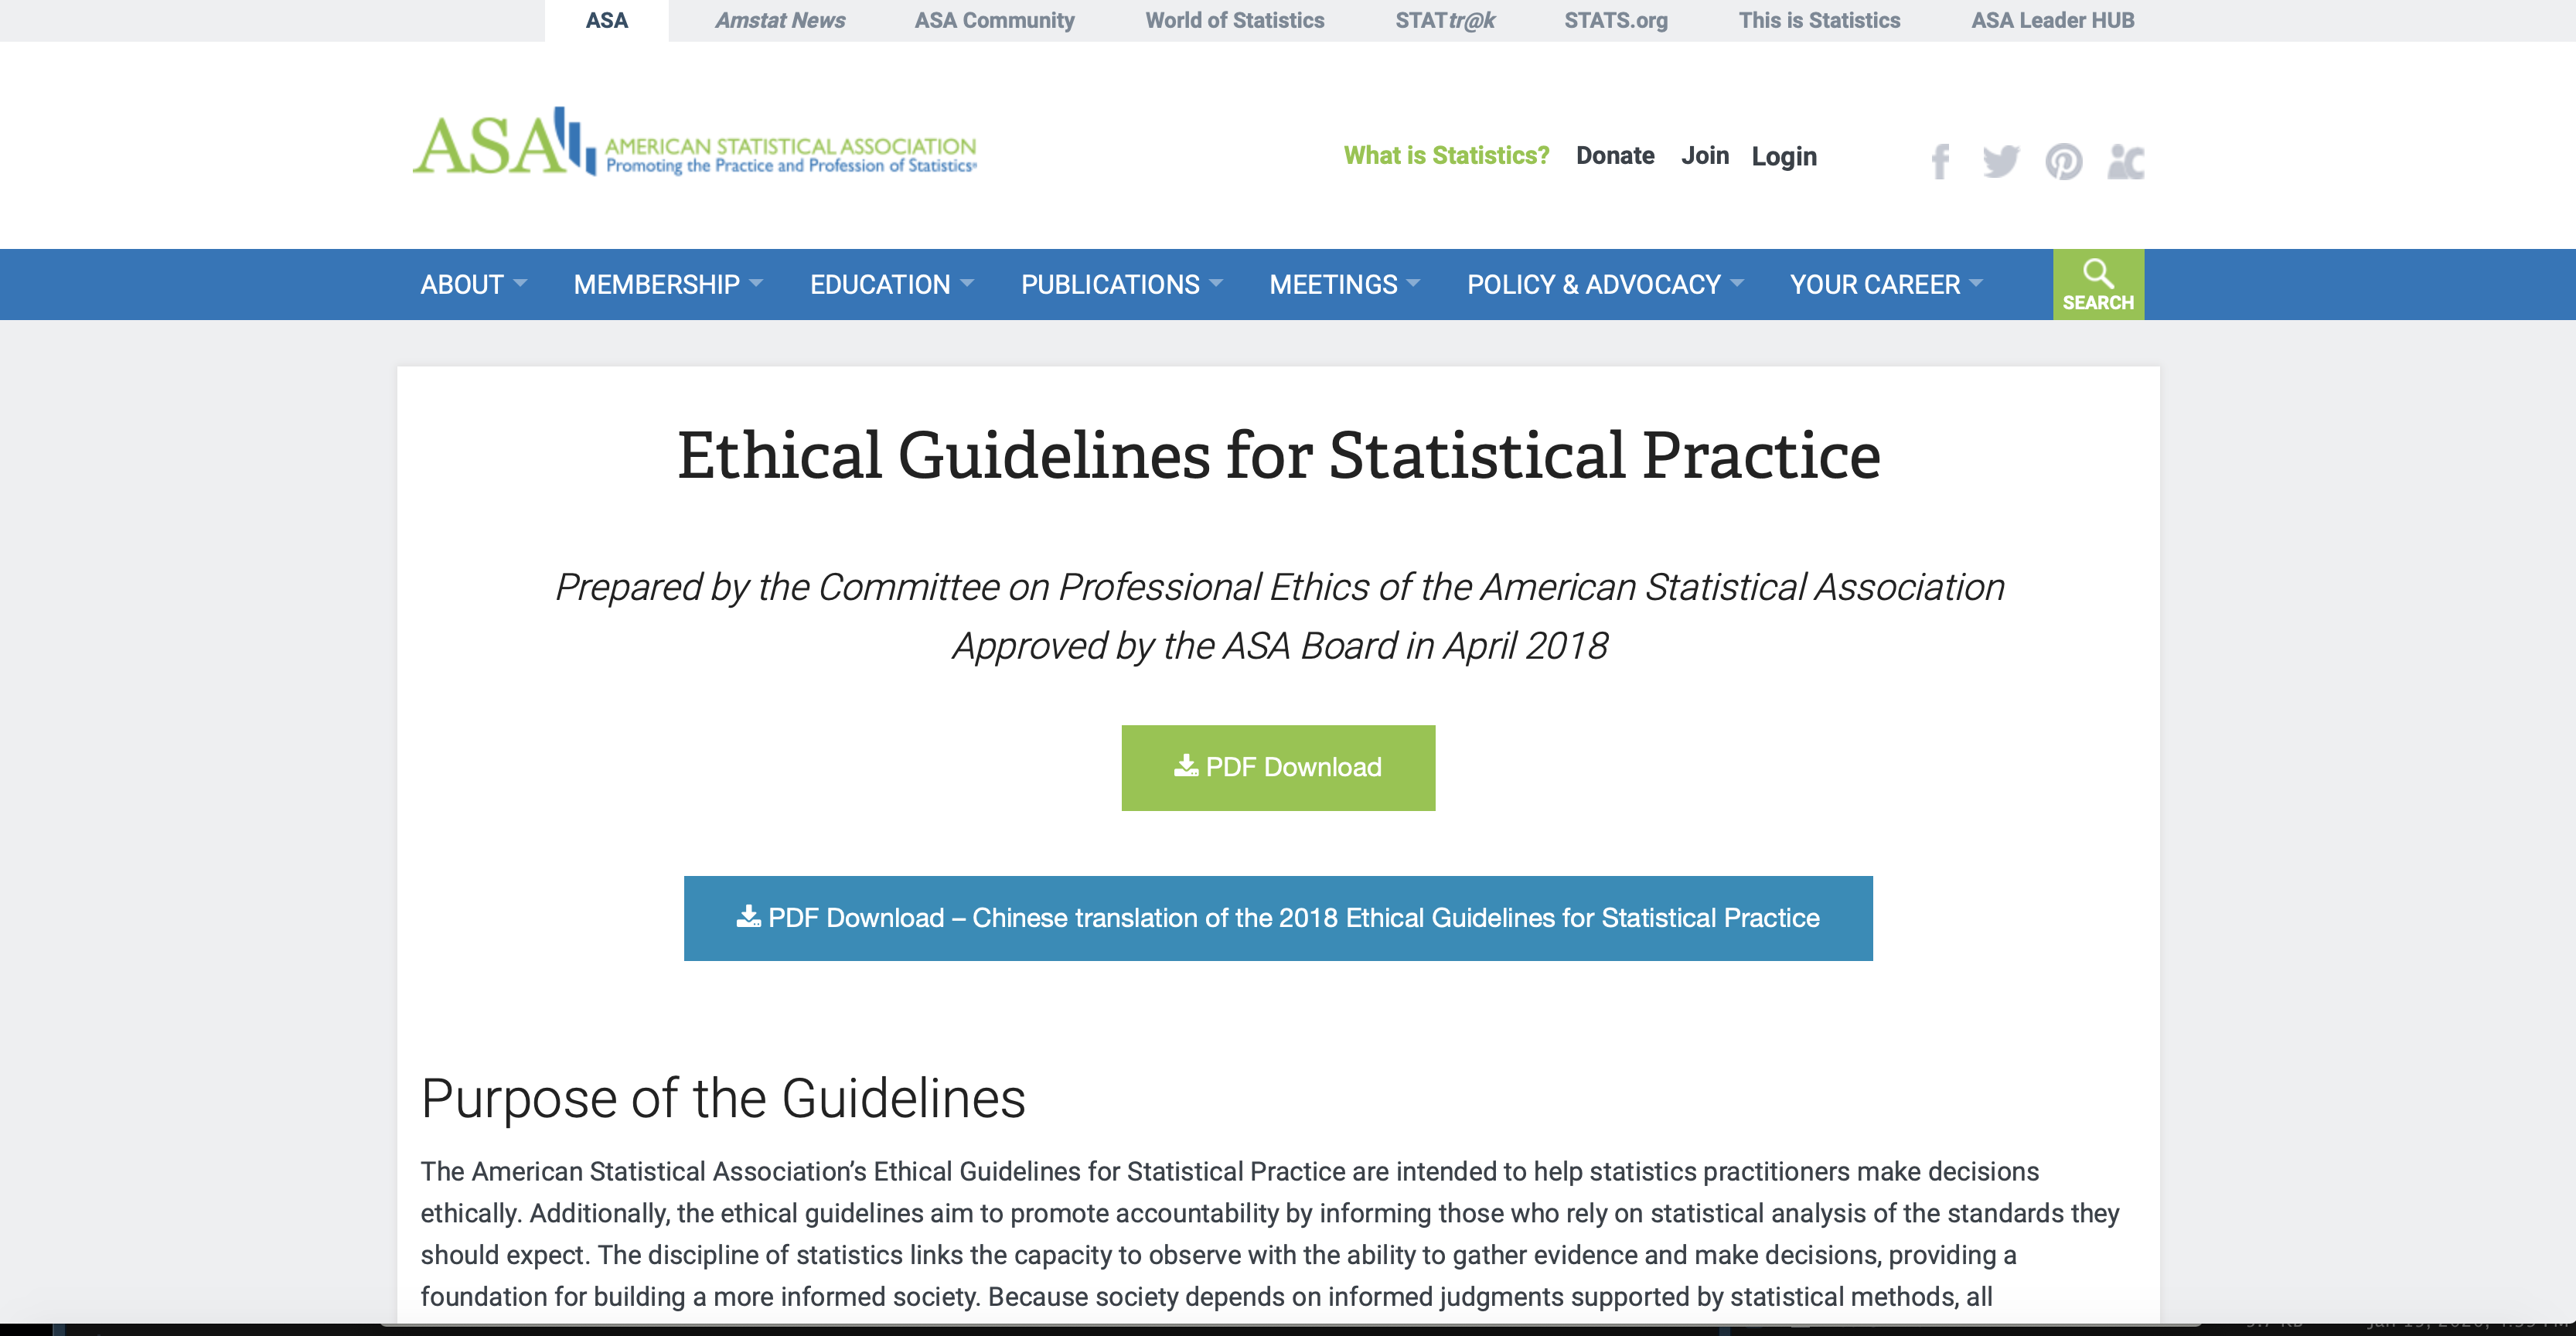 ASA Amstat News ASA Community World of Statistics STATtr@k STATS.org This is Statistics ASA Leader HUB
ASA AMERICAN STATISTICAL ASSOCIATION
Promoting the Practice and Profession of Statistics®
What is Statistics? Donate Join Login
ABOUT MEMBERSHIP EDUCATION PUBLICATIONS MEETINGS POLICY & ADVOCACY YOUR CAREER
SEARCH
Ethical Guidelines for Statistical Practice
Prepared by the Committee on Professional Ethics of the American Statistical Association
Approved by the ASA Board in April 2018
PDF Download
PDF Download – Chinese translation of the 2018 Ethical Guidelines for Statistical Practice
Purpose of the Guidelines
The American Statistical Association’s Ethical Guidelines for Statistical Practice are intended to help statistics practitioners make decisions
ethically. Additionally, the ethical guidelines aim to promote accountability by informing those who rely on statistical analysis of the standards they
should expect. The discipline of statistics links the capacity to observe with the ability to gather evidence and make decisions, providing a
foundation for building a more informed society. Because society depends on informed judgments supported by statistical methods, all